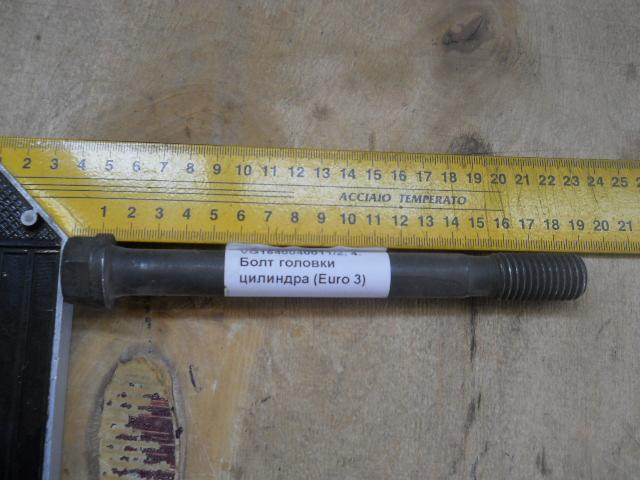 2 3 4 5 6 7 8 9 10 11 12 13 14 15 16 17 18 19 20 21 22 23 24 25
ACCIAIO TEMPERATO
1 2 3 4 5 6 7 8 9 10 11 12 13 14 15 16 17 18 19 20 21
Болт головки
цилиндра (Euro 3)